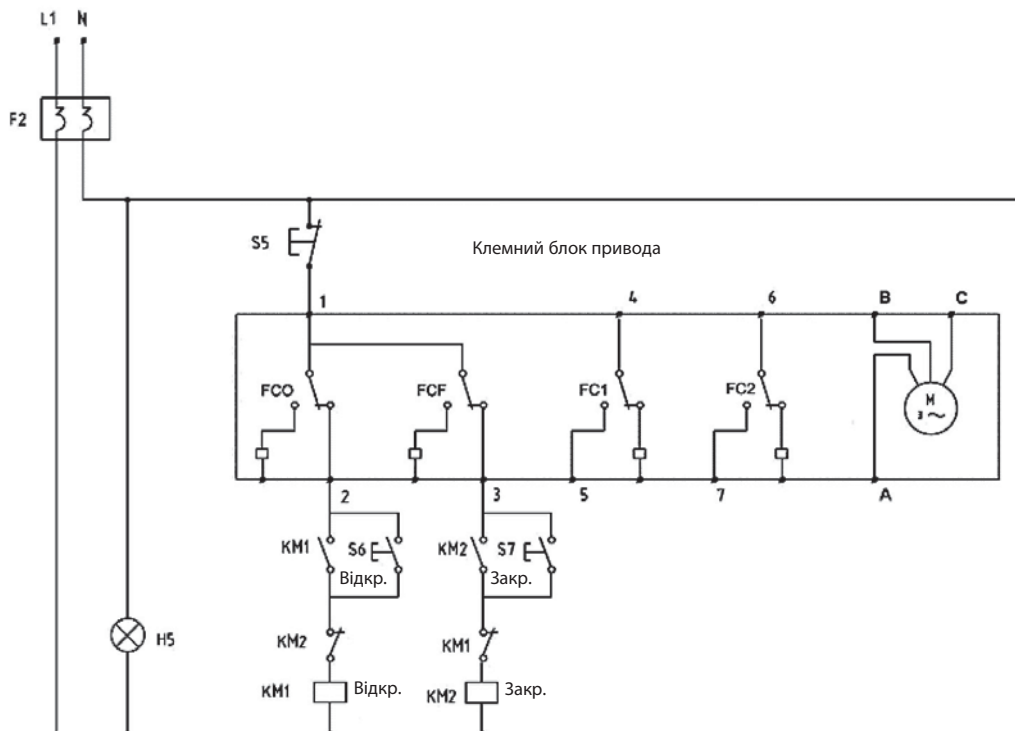 L1 N
F2
S5
Клемний блок привода
1 4 6 B C
FCO FCF FC1 FC2 M
3 ~
2 3 5 7 A
KM1 S6 KM2 S7
Відкр. Закр.
H5 KM2 KM1
KM1 Відкр. KM2 Закр.